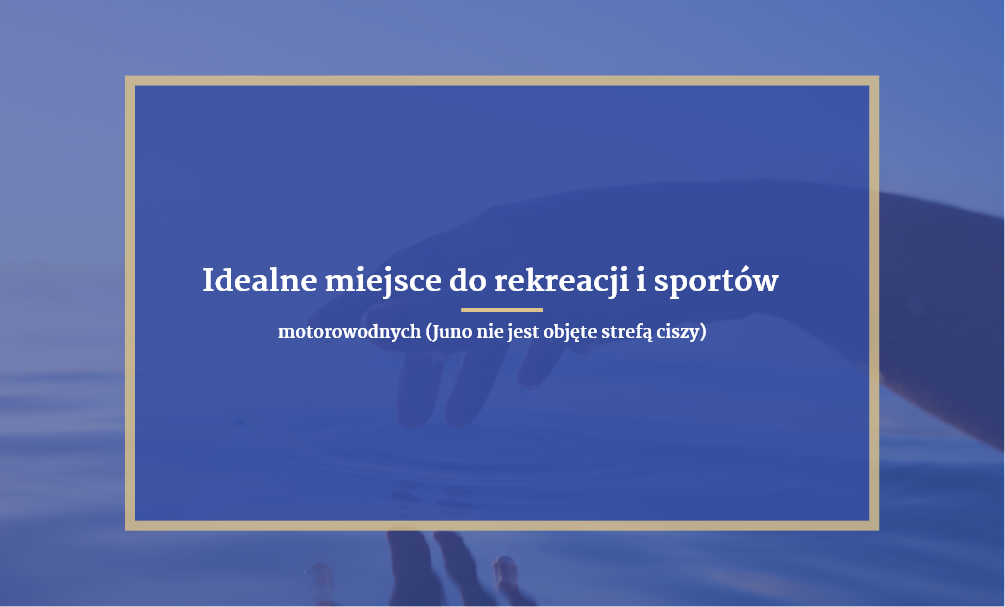 Idealne miejsce do rekreacji i sportów
motorowodnych (Juno nie jest objęte strefą ciszy)